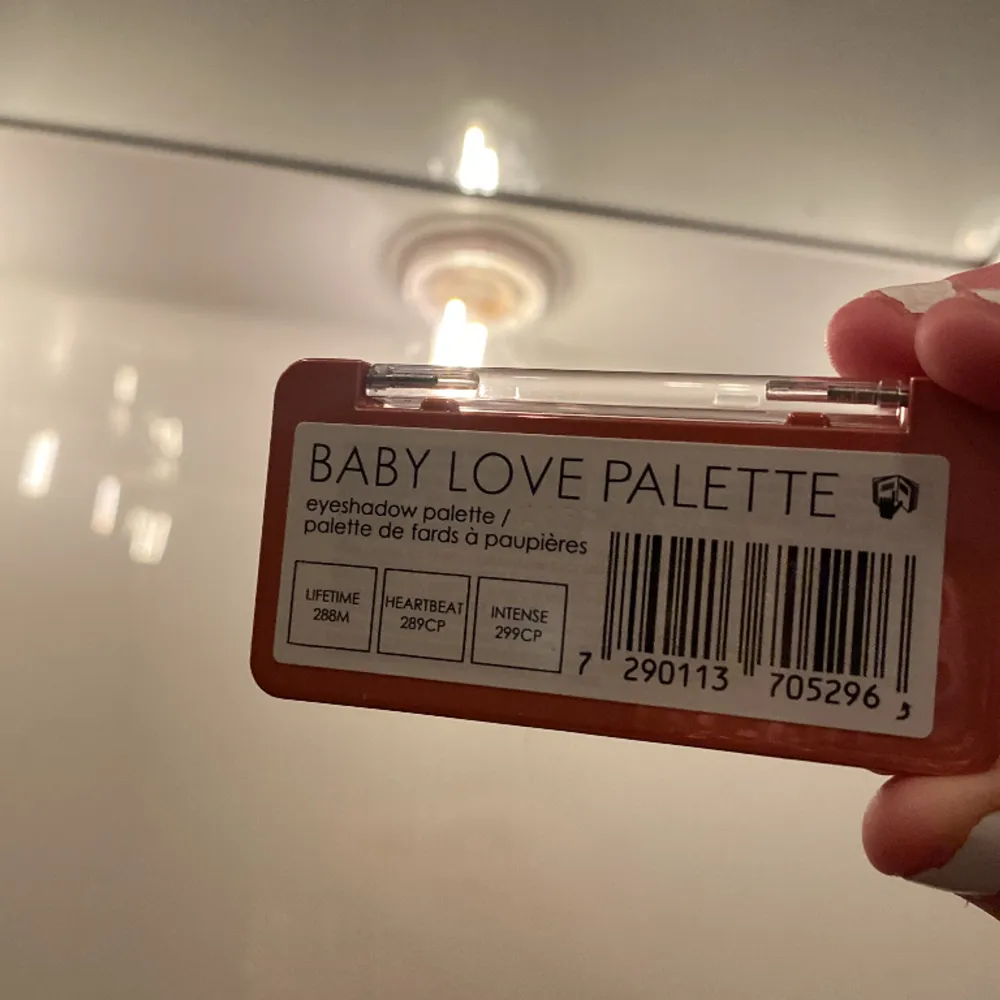 BABY LOVE PALETTE
eyeshadow palette /
palette de fards à paupières
LIFETIME
288M
HEARTBEAT
289CP
INTENSE
299CP
7 290113 705296